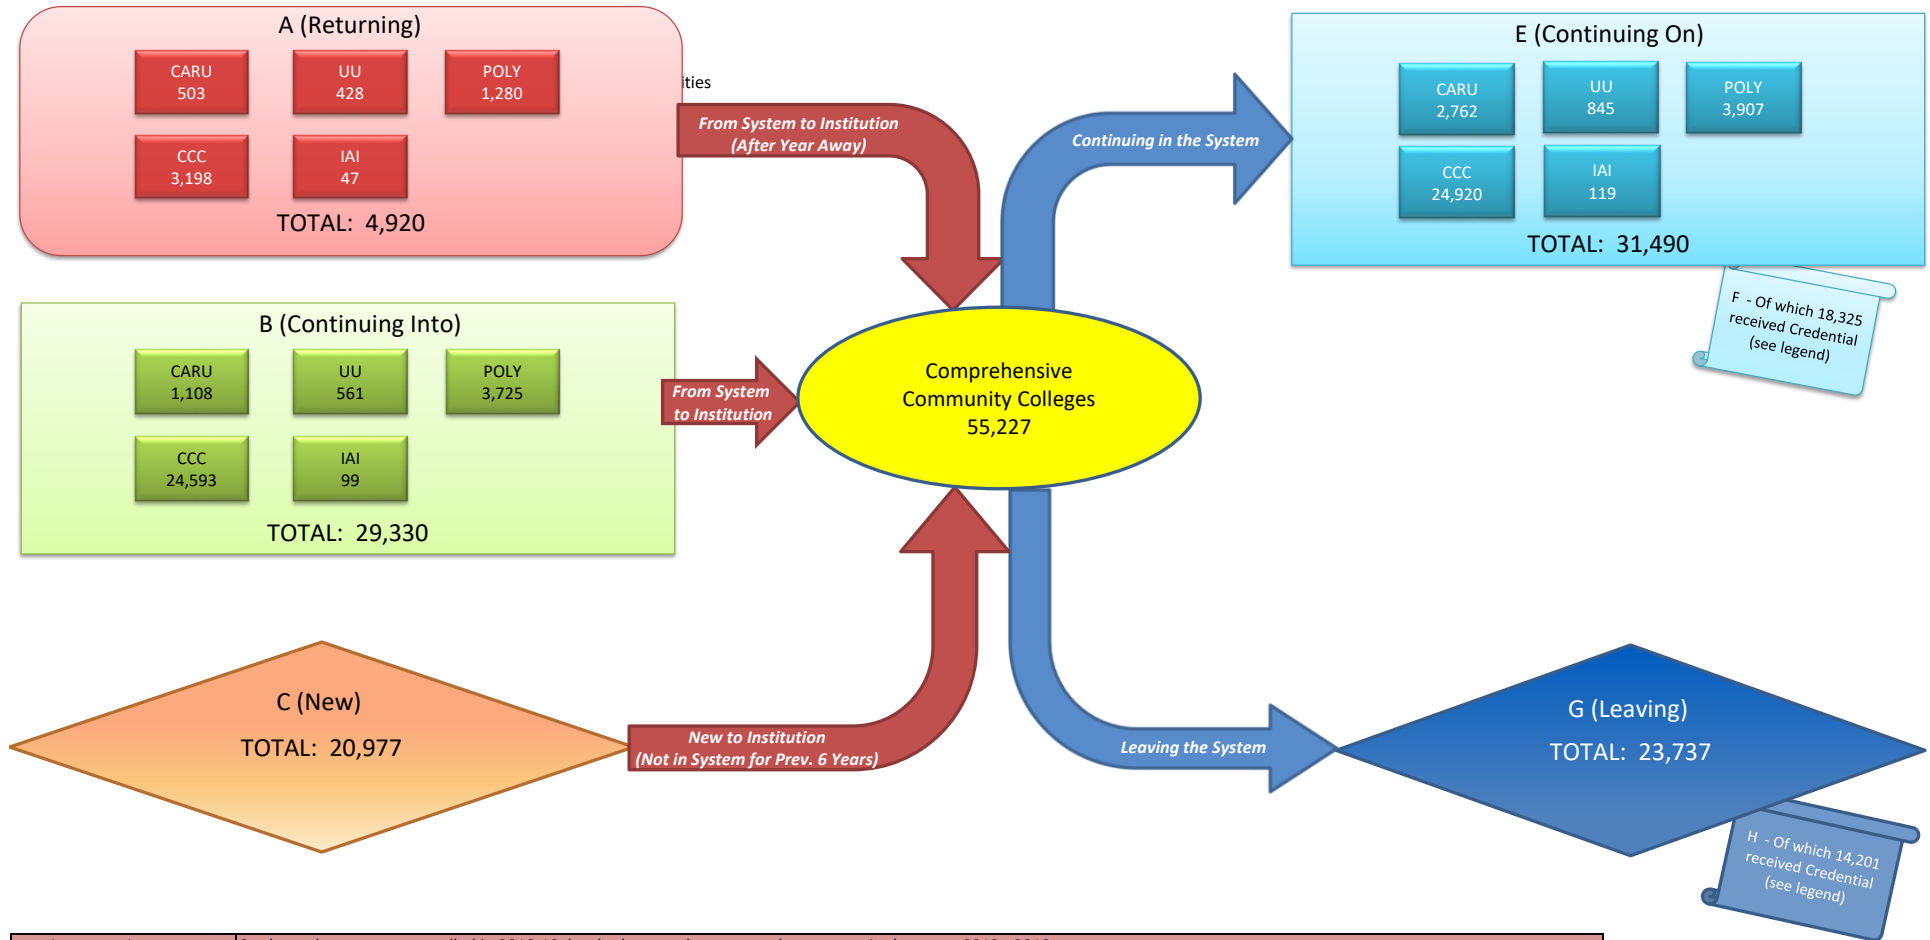 A (Returning)
CARU
503
UU
428
POLY
1,280
CCC
3,198
IAI
47
TOTAL: 4,920
ities
From System to Institution
(After Year Away)
Continuing in the System
E (Continuing On)
CARU
2,762
UU
845
POLY
3,907
CCC
24,920
IAI
119
TOTAL: 31,490
F - Of which 18,325
received Credential
(see legend)
B (Continuing Into)
CARU
1,108
UU
561
POLY
3,725
CCC
24,593
IAI
99
TOTAL: 29,330
From System
to Institution
Comprehensive
Community Colleges
55,227
C (New)
TOTAL: 20,977
New to Institution
(Not in System for Prev. 6 Years)
Leaving the System
G (Leaving)
TOTAL: 23,737
H - Of which 14,201
received Credential
(see legend)